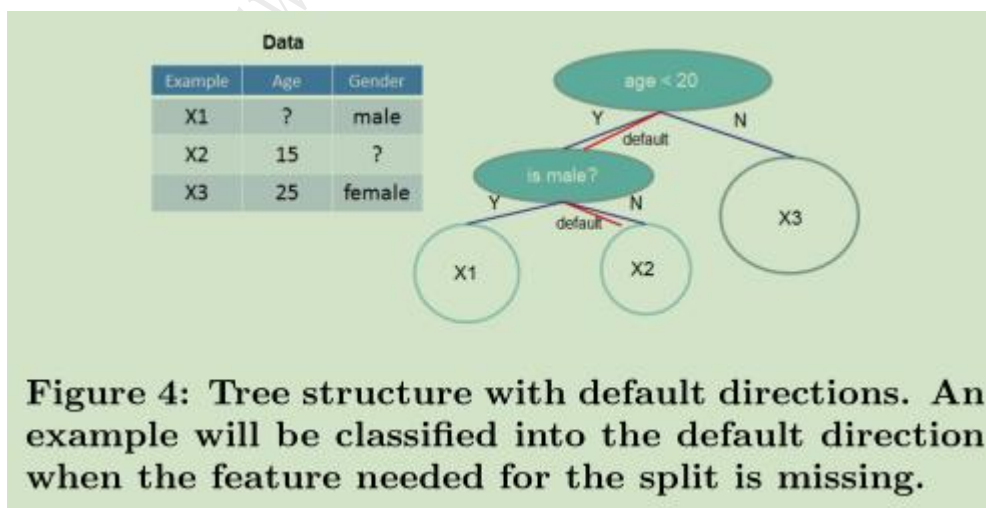 Data
Example Age Gender
X1 ? male
X2 15 ?
X3 25 female
age < 20
Y N
default
is male?
Y N
default
X1 X2 X3
Figure 4: Tree structure with default directions. An
example will be classified into the default direction
when the feature needed for the split is missing.